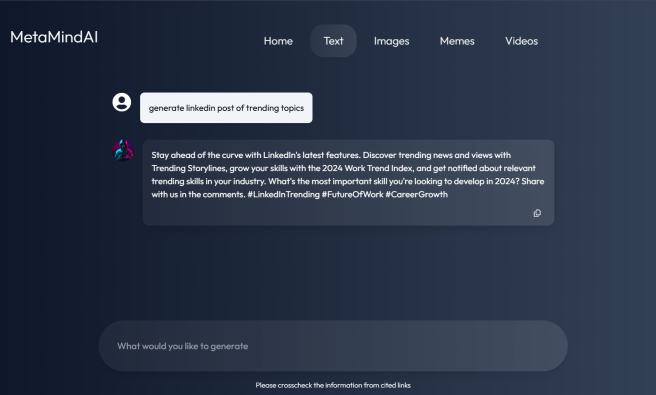 MetaMindAI
Home Text Images Memes Videos
generate linkedin post of trending topics
Stay ahead of the curve with LinkedIn's latest features. Discover trending news and views with
Trending Storylines, grow your skills with the 2024 Work Trend Index, and get notified about relevant
trending skills in your industry. What's the most important skill you're looking to develop in 2024? Share
with us in the comments. #LinkedInTrending #FutureOfWork #CareerGrowth
What would you like to generate
Please crosscheck the information from cited links